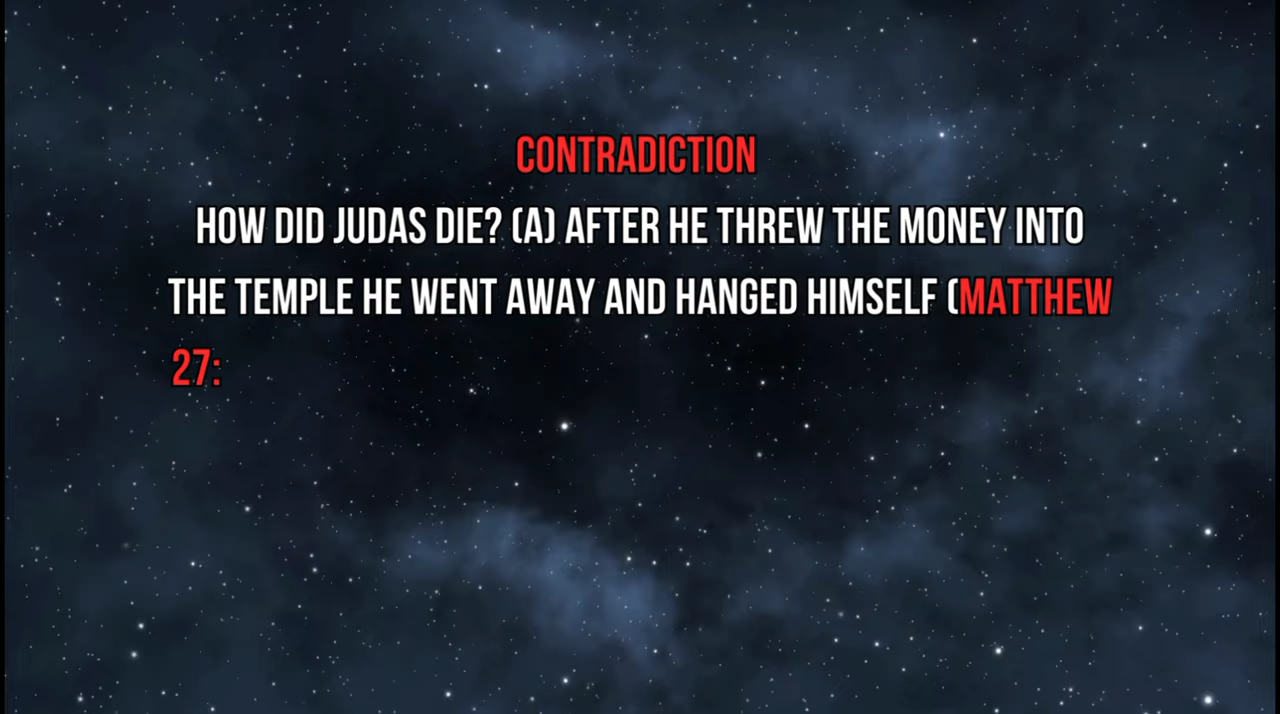 CONTRADICTION
HOW DID JUDAS DIE? (A) AFTER HE THREW THE MONEY INTO
THE TEMPLE HE WENT AWAY AND HANGED HIMSELF (MATTHEW
27: